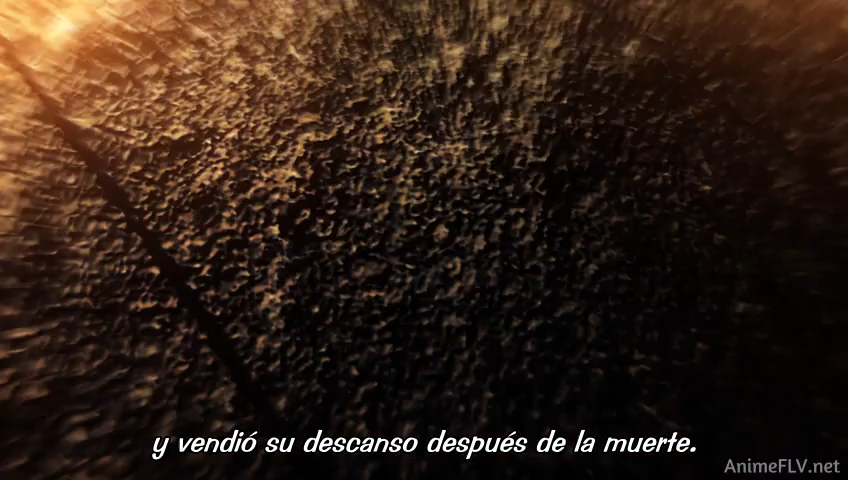 y vendió su descanso después de la muerte.
AnimeFLV.net